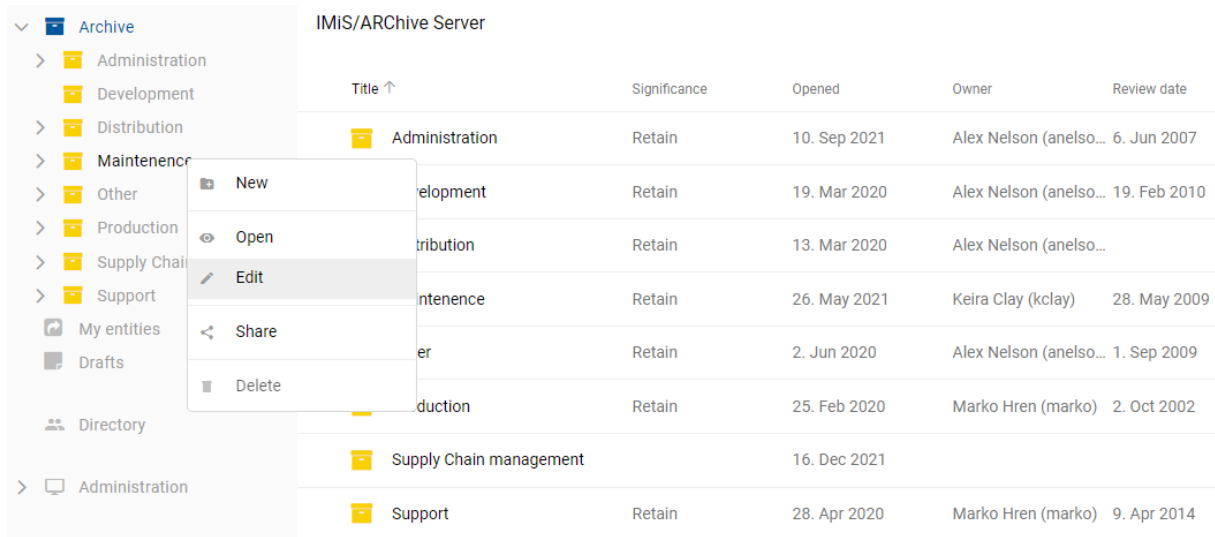 Archive
Administration
Development
Distribution
Maintenence
Other
Production
Supply Chai
Support
My entities
Drafts
Directory
Administration
New
Open
Edit
Share
Delete
IMiS/ARChive Server
Title Significance Opened Owner Review date
Administration Retain 10. Sep 2021 Alex Nelson (anelso... 6. Jun 2007
elopment Retain 19. Mar 2020 Alex Nelson (anelso... 19. Feb 2010
tribution Retain 13. Mar 2020 Alex Nelson (anelso...
ntenence Retain 26. May 2021 Keira Clay (kclay) 28. May 2009
er Retain 2. Jun 2020 Alex Nelson (anelso... 1. Sep 2009
duction Retain 25. Feb 2020 Marko Hren (marko) 2. Oct 2002
Supply Chain management 16. Dec 2021
Support Retain 28. Apr 2020 Marko Hren (marko) 9. Apr 2014